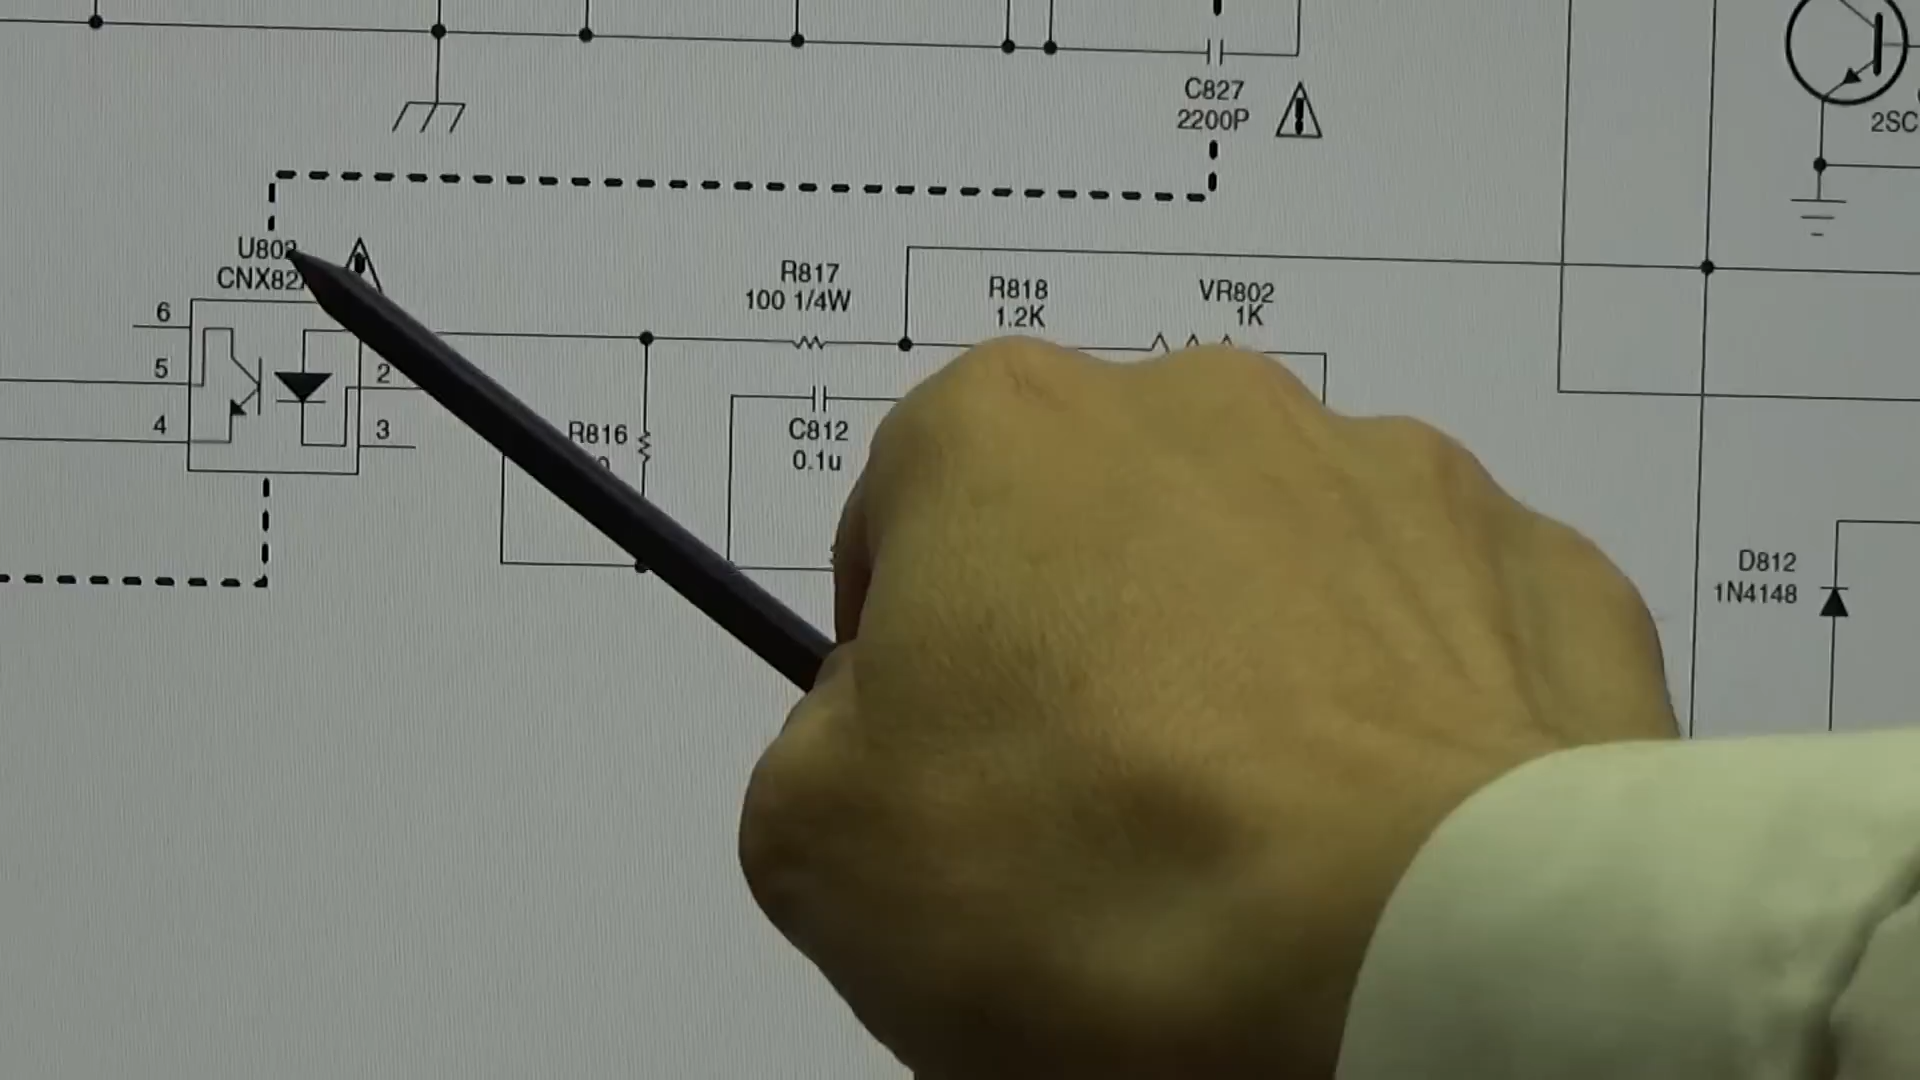 C827
2200P
2SC
U802
CNX82
6
5
4
2
3
R817
100 1/4W
R818
1.2K
VR802
1K
R816
C812
0.1u
D812
1N4148